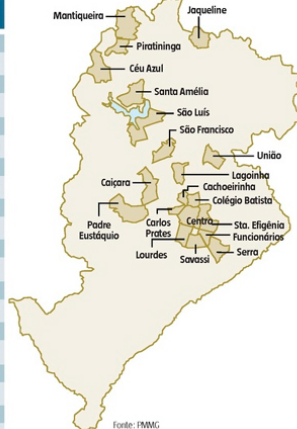 Jaqueline
Mantiqueira
Piratininga
Céu Azul
Santa Amélia
São Luís
São Francisco
União
Lagoinha
Cachoeirinha
Caiçara
Colégio Batista
Padre
Eustáquio
Carlos
Prates
Centro
Sta. Efigênia
Funcionários
Lourdes
Savassi
Serra
Fonte: PMMG